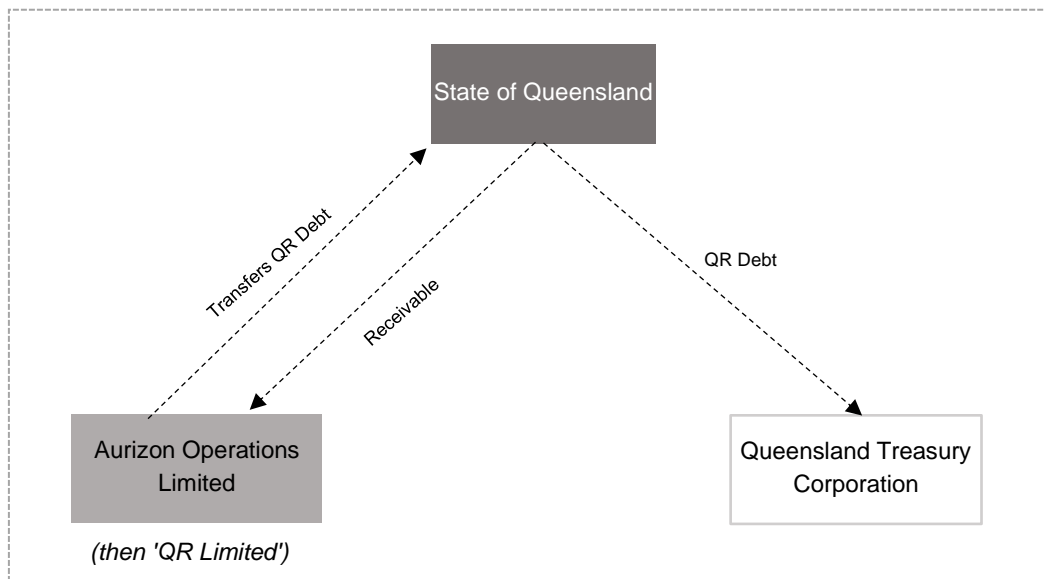 State of Queensland
Transfers QR Debt
Receivable
QR Debt
Aurizon Operations
Limited
(then 'QR Limited')
Queensland Treasury
Corporation